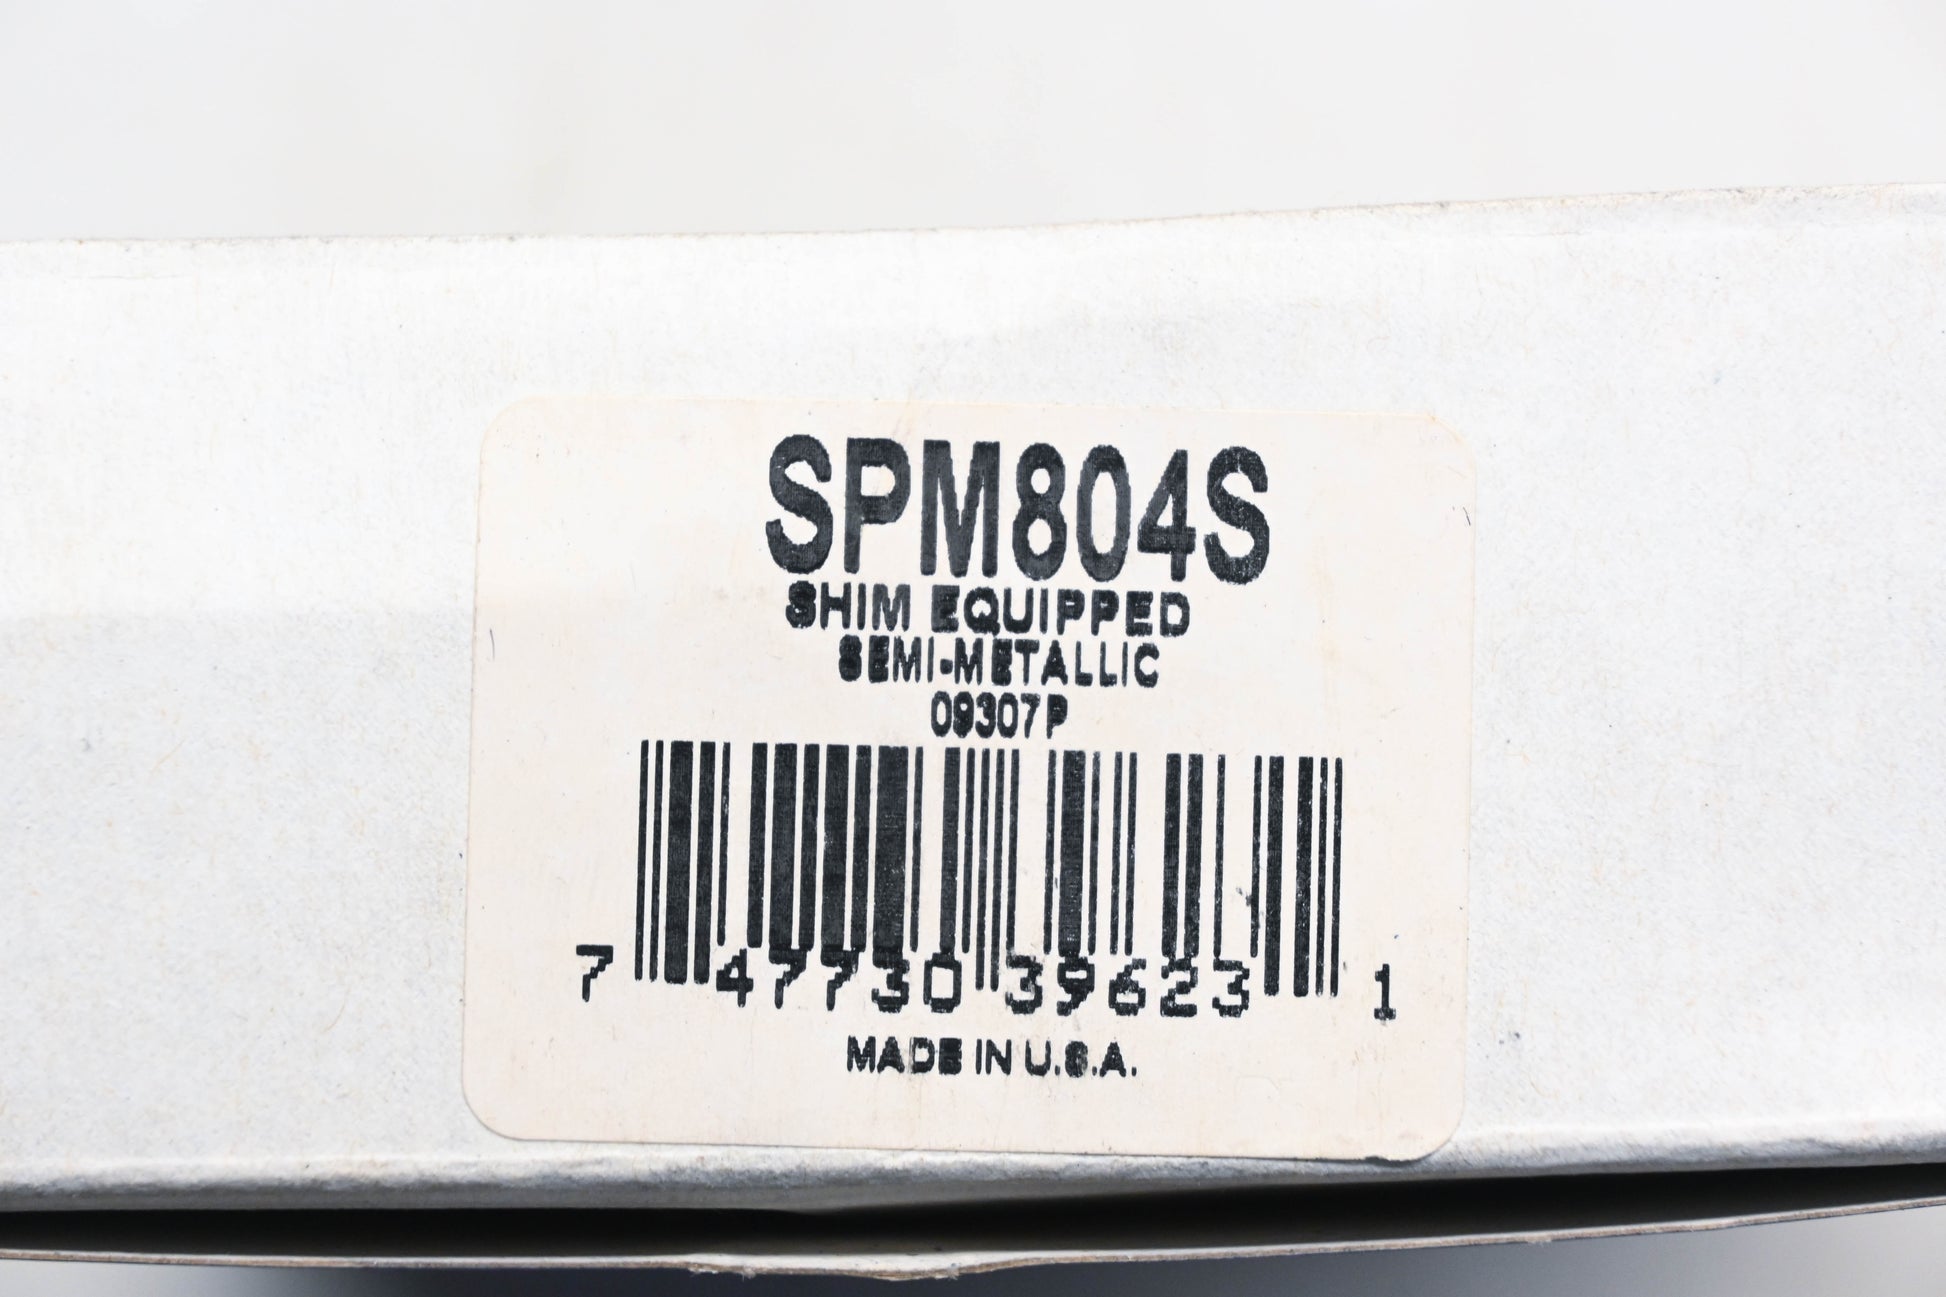 SPM804S
SHIM EQUIPPED
SEMI-METALLIC
09307P
7 47730 39623 1
MADE IN U.S.A.